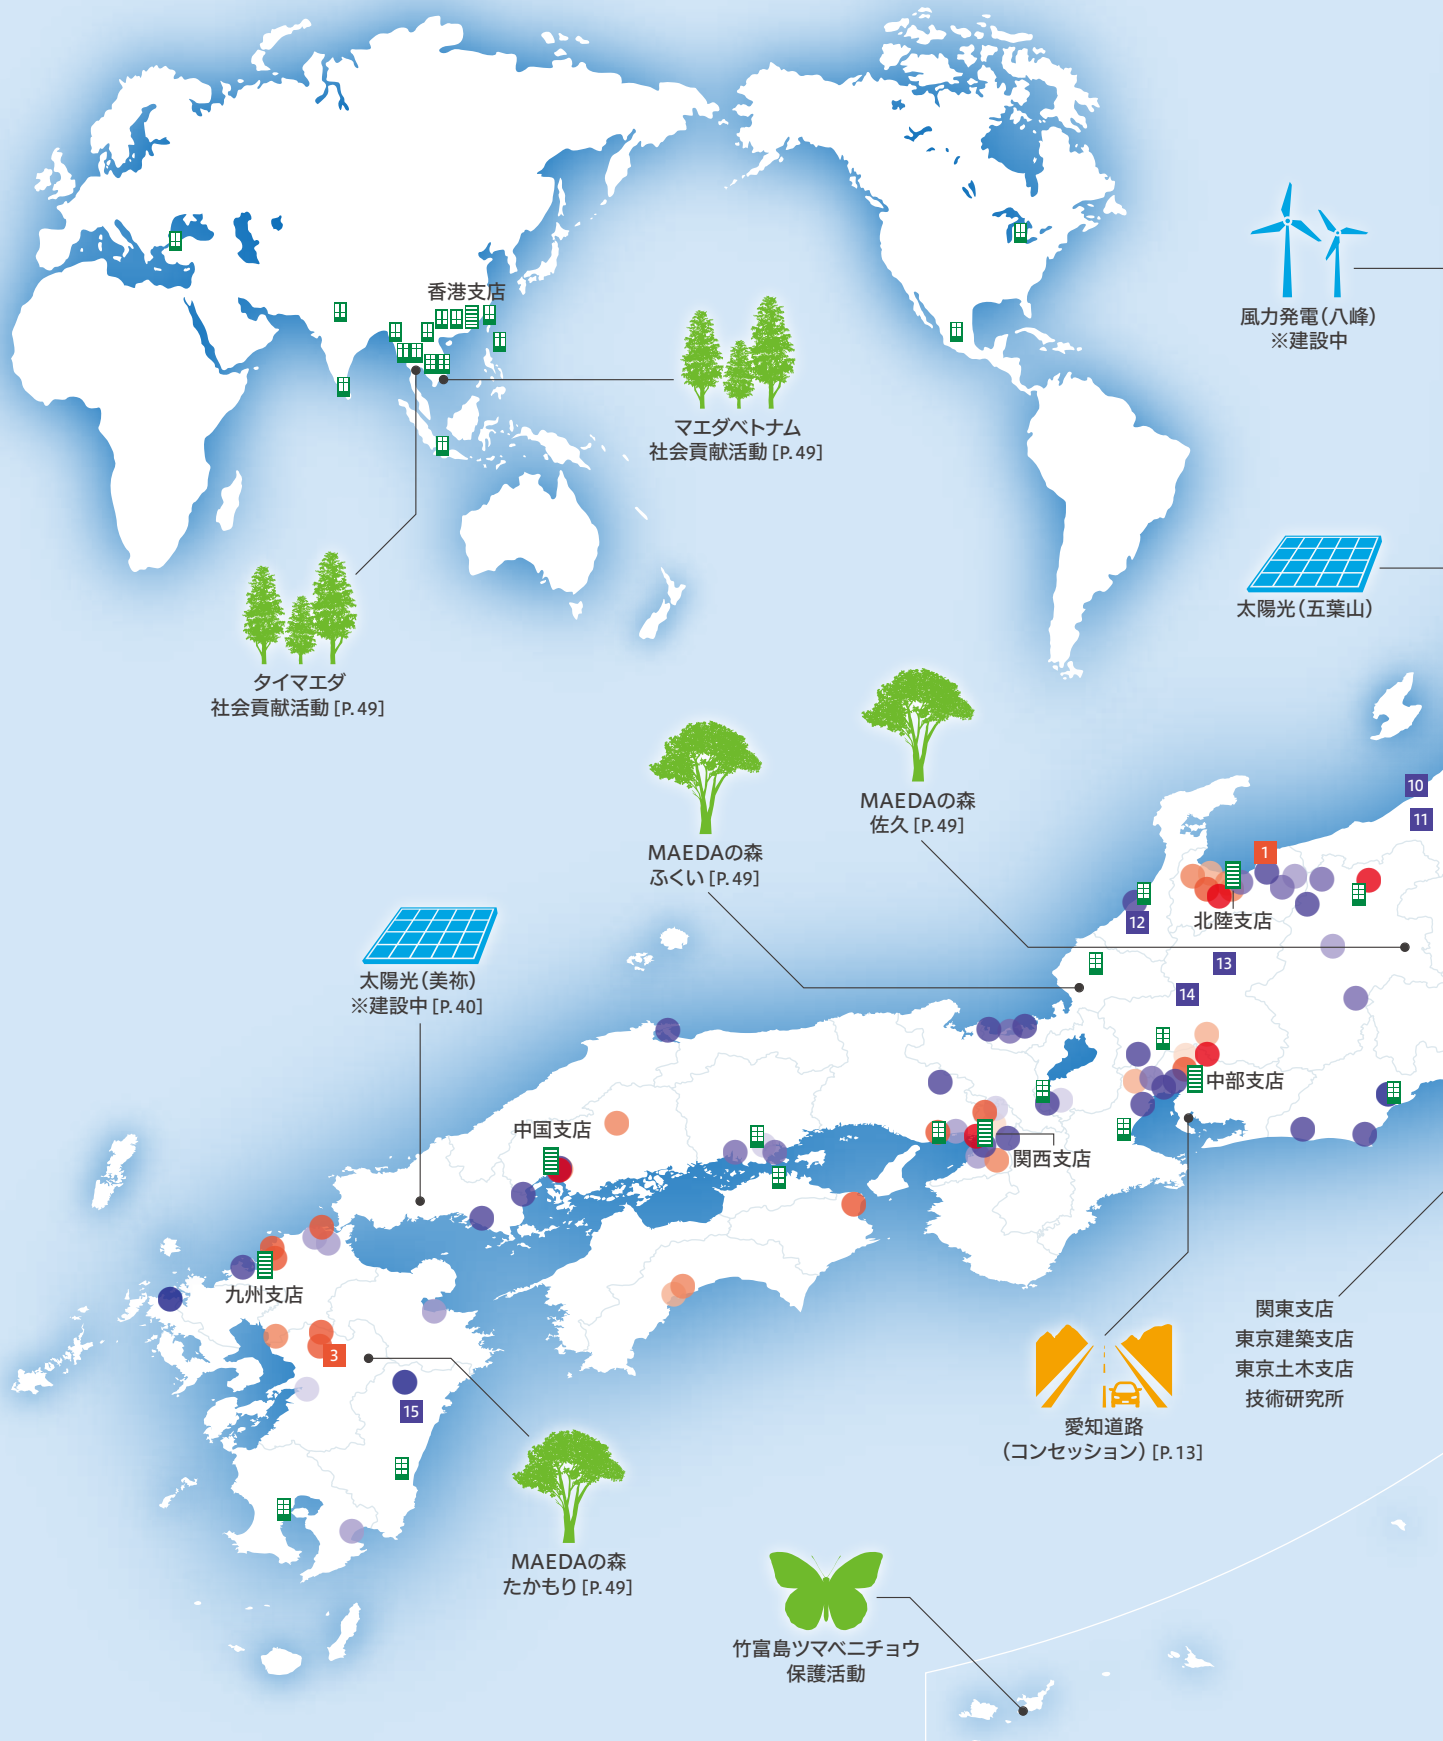 香港支店
風力発電（八峰）
※建設中
マエダベトナム
社会貢献活動 [P.49]
太陽光（五葉山）
タイマエダ
社会貢献活動 [P.49]
MAEDAの森
佐久 [P.49]
MAEDAの森
ふくい [P.49]
10
11
1
12
北陸支店
13
14
太陽光（美祢）
※建設中 [P.40]
中部支店
中国支店
関西支店
九州支店
3
15
関東支店
東京建築支店
東京土木支店
技術研究所
愛知道路
（コンセッション） [P.13]
MAEDAの森
たかもり [P.49]
竹富島ツマベニチョウ
保護活動